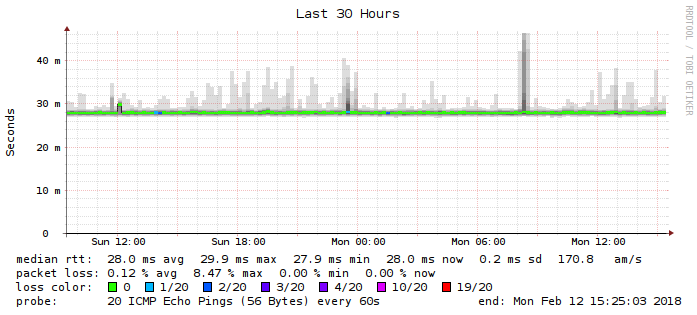 Last 30 Hours
RRDTOOL / TOBI OETIKER
Seconds
40 m
30 m
20 m
10 m
0
Sun 12:00 Sun 18:00 Mon 00:00 Mon 06:00 Mon 12:00
median rtt: 28.0 ms avg 29.9 ms max 27.9 ms min 28.0 ms now 0.2 ms sd 170.8 am/s
packet loss: 0.12 % avg 8.47 % max 0.00 % min 0.00 % now
loss color: 0 1/20 2/20 3/20 4/20 10/20 19/20
probe: 20 ICMP Echo Pings (56 Bytes) every 60s end: Mon Feb 12 15:25:03 2018